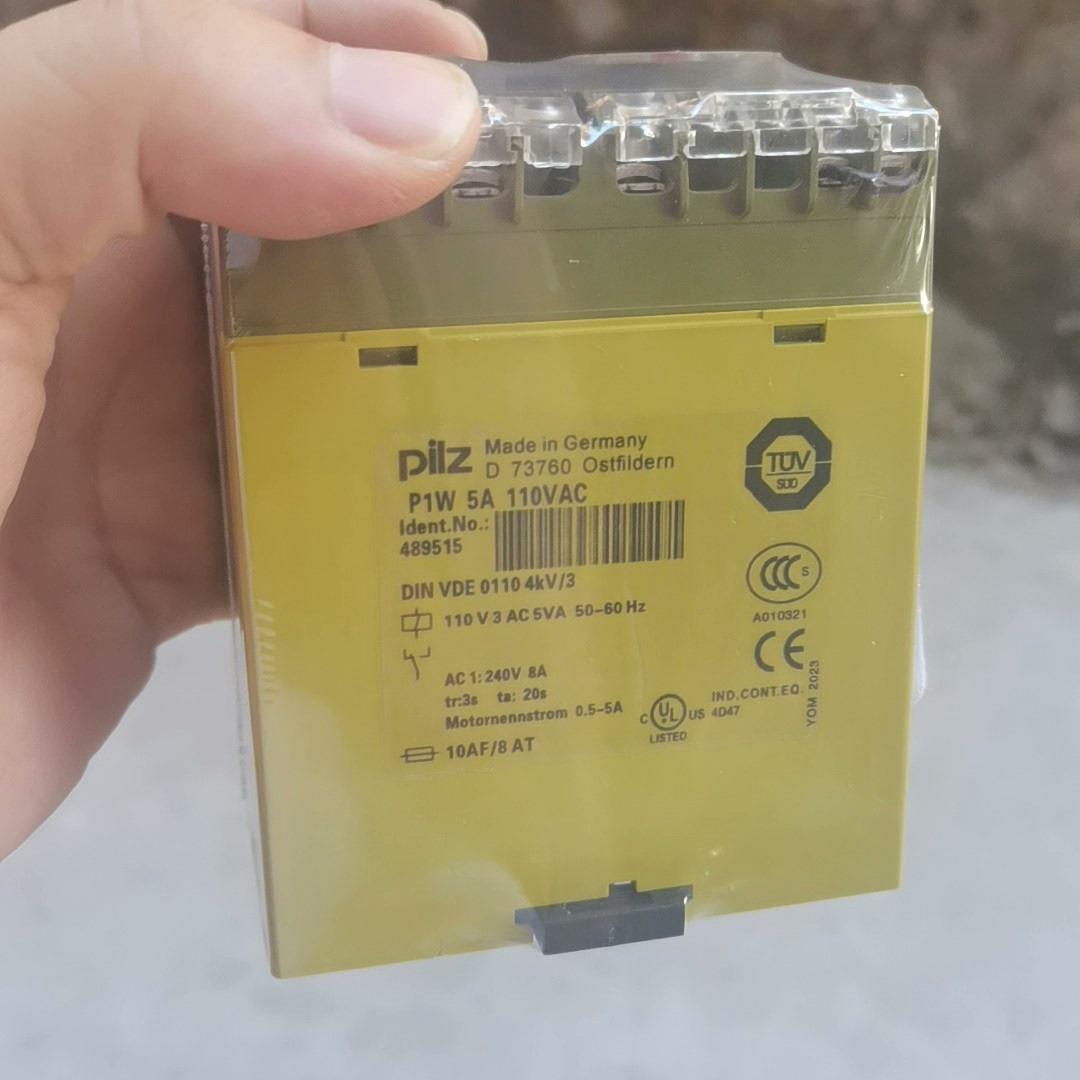 pilz Made in Germany
D 73760 Ostfildern
P1W 5A 110VAC
Ident.No.:
489515
DIN VDE 0110 4kV/3
110 V 3 AC 5VA 50-60 Hz
AC 1: 240V 8A
tr:3s ta: 20s
Motornennstrom 0.5-5A
10AF/8 AT
TÜV
SÜD
CCC S
A010321
CE
YOM 2023
C UL US
LISTED
IND.CONT.EQ.
4D47